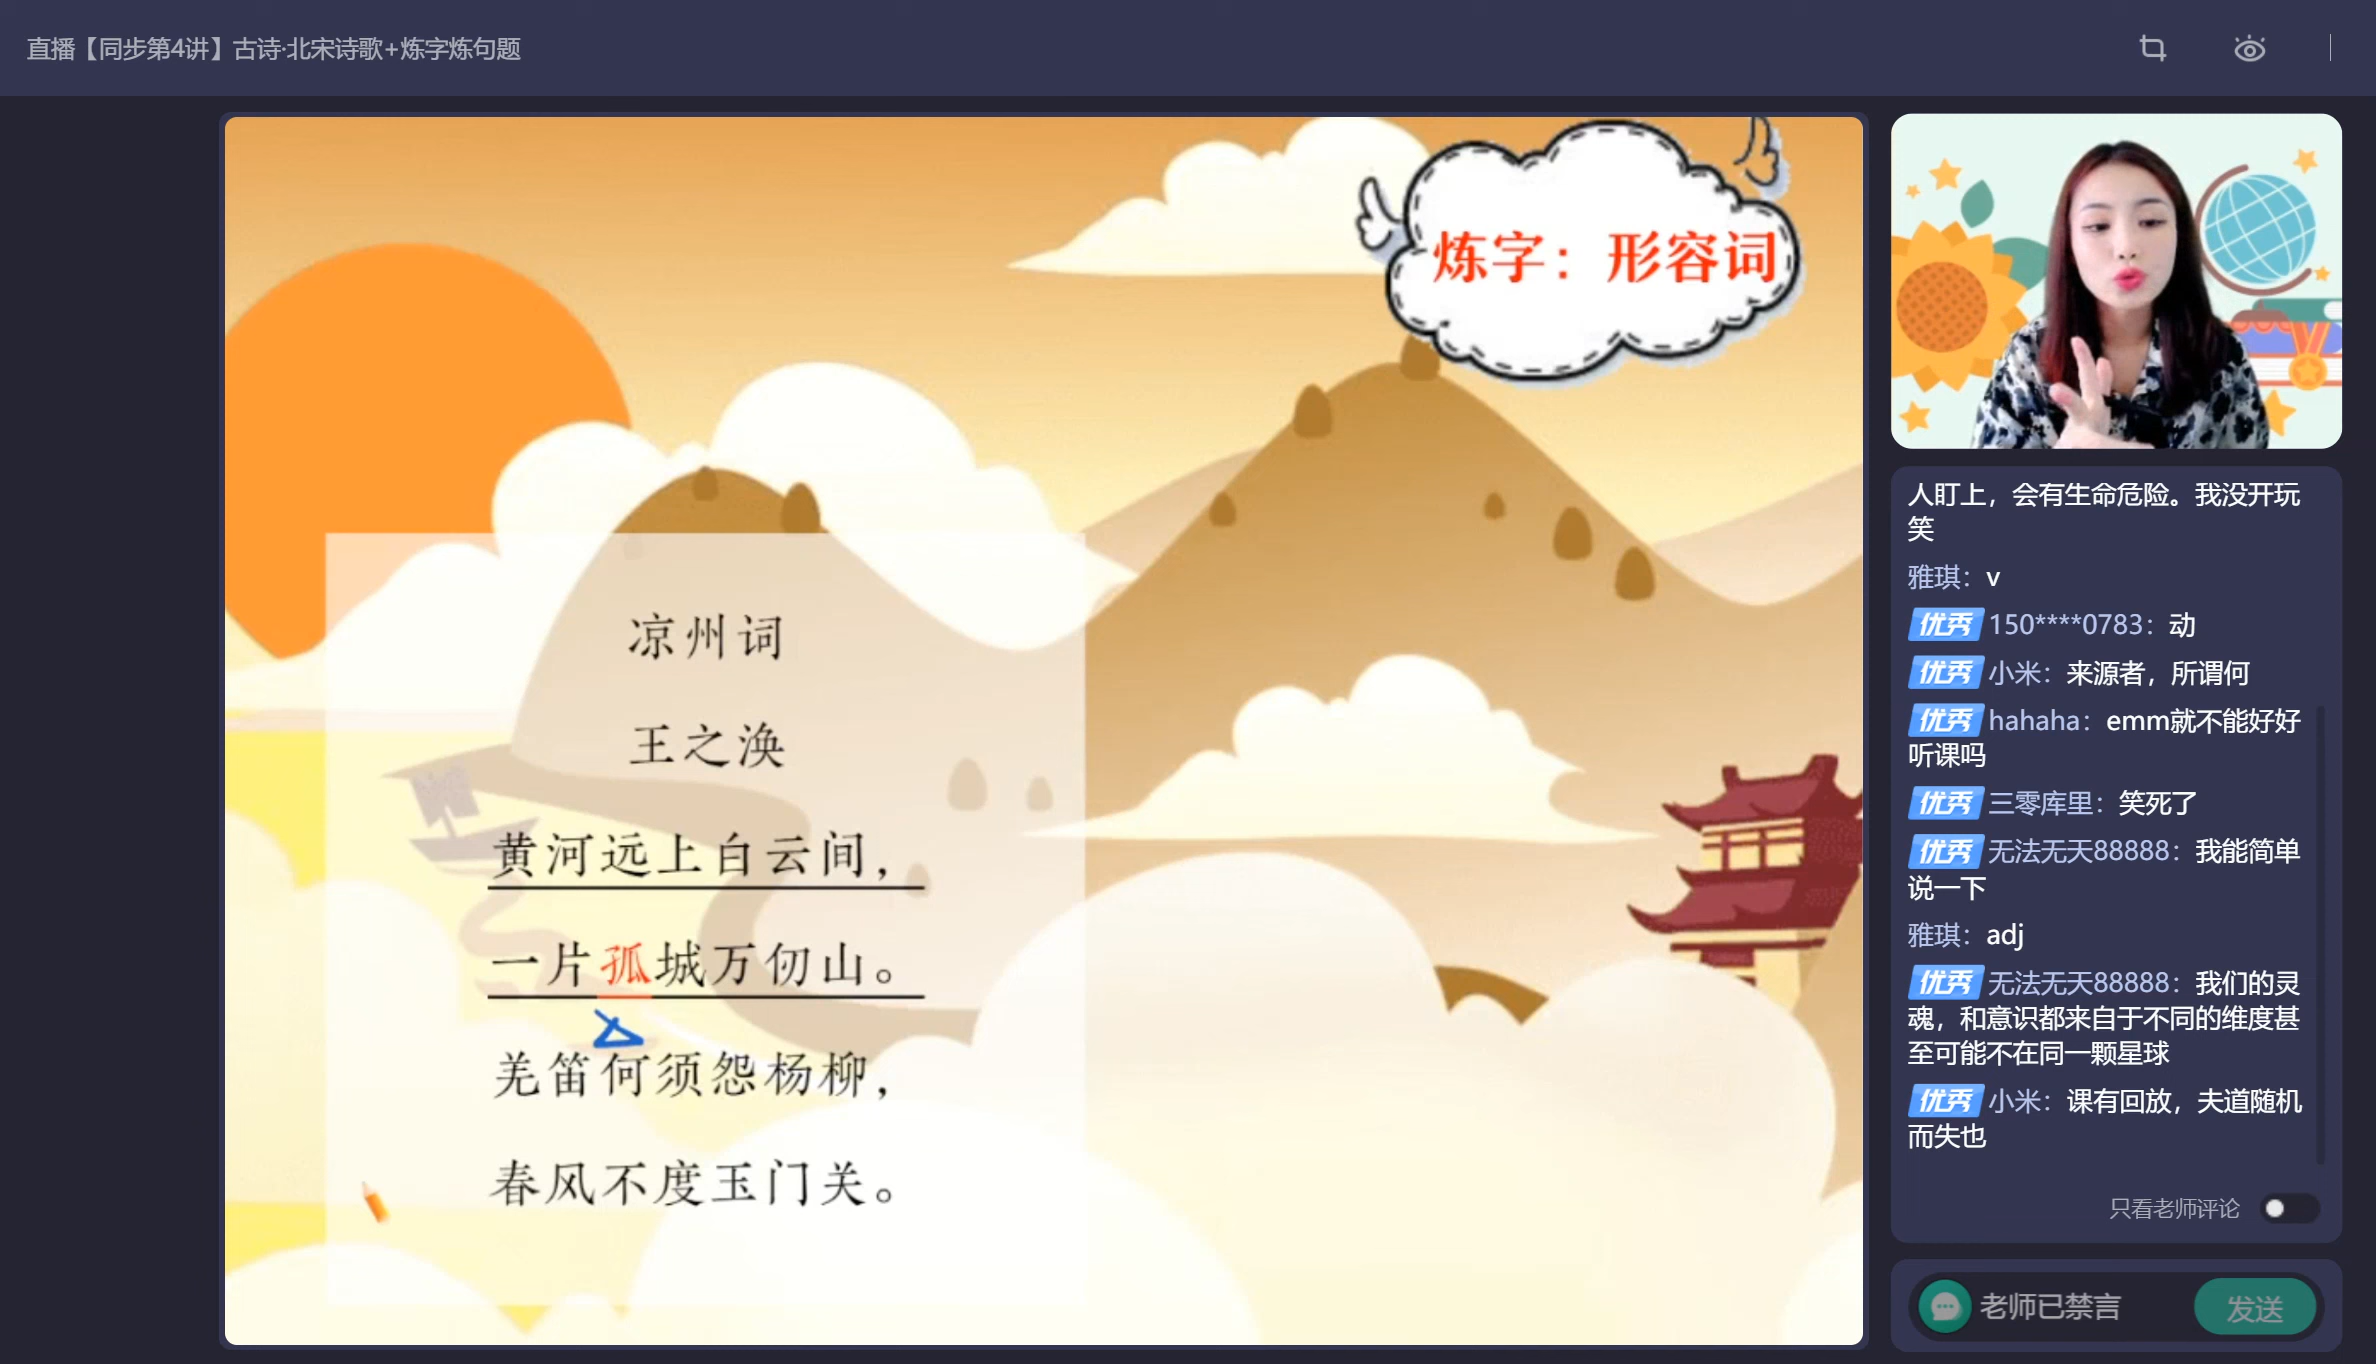 直播【同步第4讲】古诗·北宋诗歌+炼字炼句题
炼字：形容词
凉州词
王之涣
黄河远上白云间，
一片孤城万仞山。
羌笛何须怨杨柳，
春风不度玉门关。
人盯上，会有生命危险。我没开玩
笑
雅琪：v
优秀 150****0783：动
优秀 小米：来源者，所谓何
优秀 hahaha：emm就不能好好
听课吗
优秀 三零库里：笑死了
优秀 无法无天88888：我能简单
说一下
雅琪：adj
优秀 无法无天88888：我们的灵
魂，和意识都来自于不同的维度甚
至可能不在同一颗星球
优秀 小米：课有回放，夫道随机
而失也
只看老师评论
老师已禁言
发送